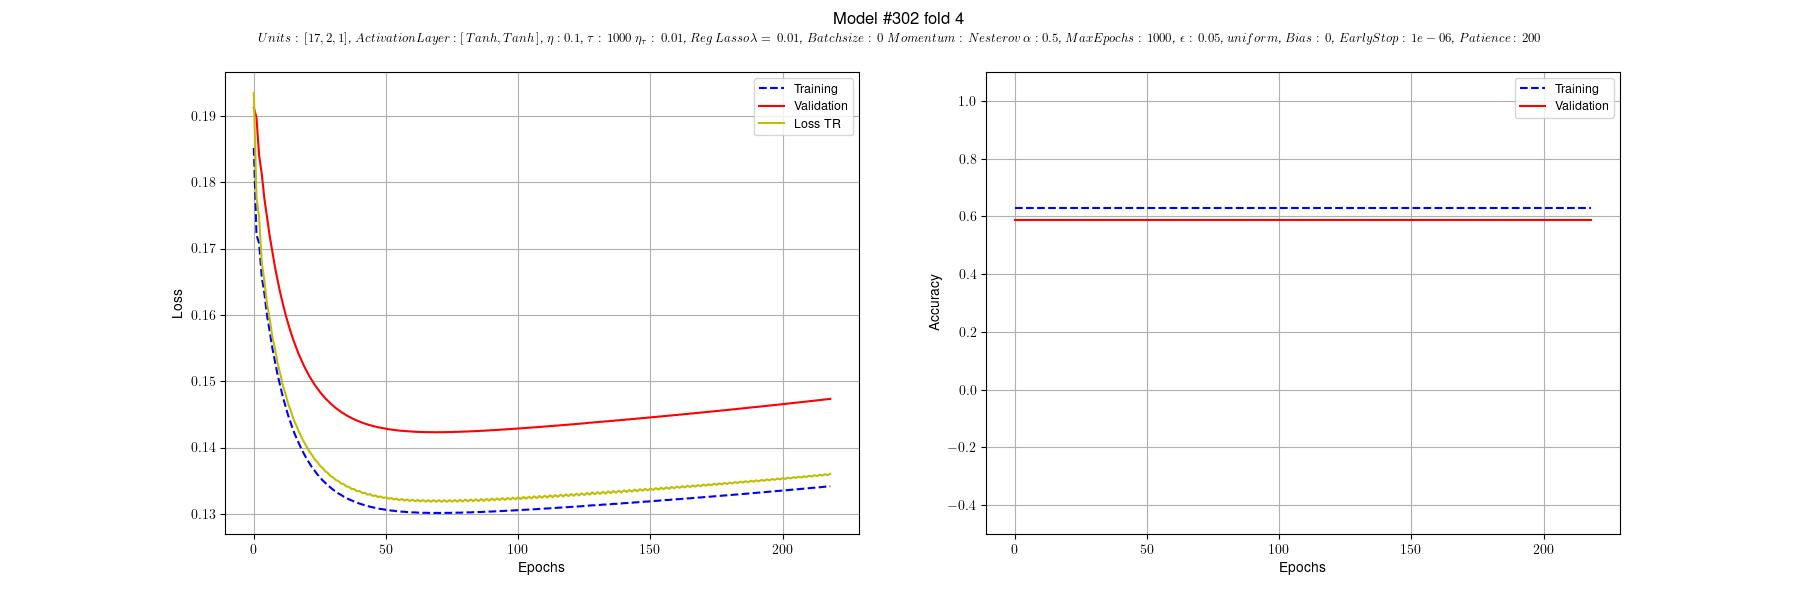 Model #302 fold 4
Units : [17, 2, 1], ActivationLayer : [Tanh, Tanh], η : 0.1, τ : 1000 η_τ : 0.01, Reg Lasso λ = 0.01, Batchsize : 0 Momentum : Nesterov α : 0.5, MaxEpochs : 1000, ϵ : 0.05, uniform, Bias : 0, EarlyStop : 1e − 06, Patience : 200
Training
Validation
Loss TR
0.19
0.18
0.17
0.16
0.15
0.14
0.13
Loss
0
50
100
150
200
Epochs
Training
Validation
1.0
0.8
0.6
0.4
0.2
0.0
−0.2
−0.4
Accuracy
0
50
100
150
200
Epochs